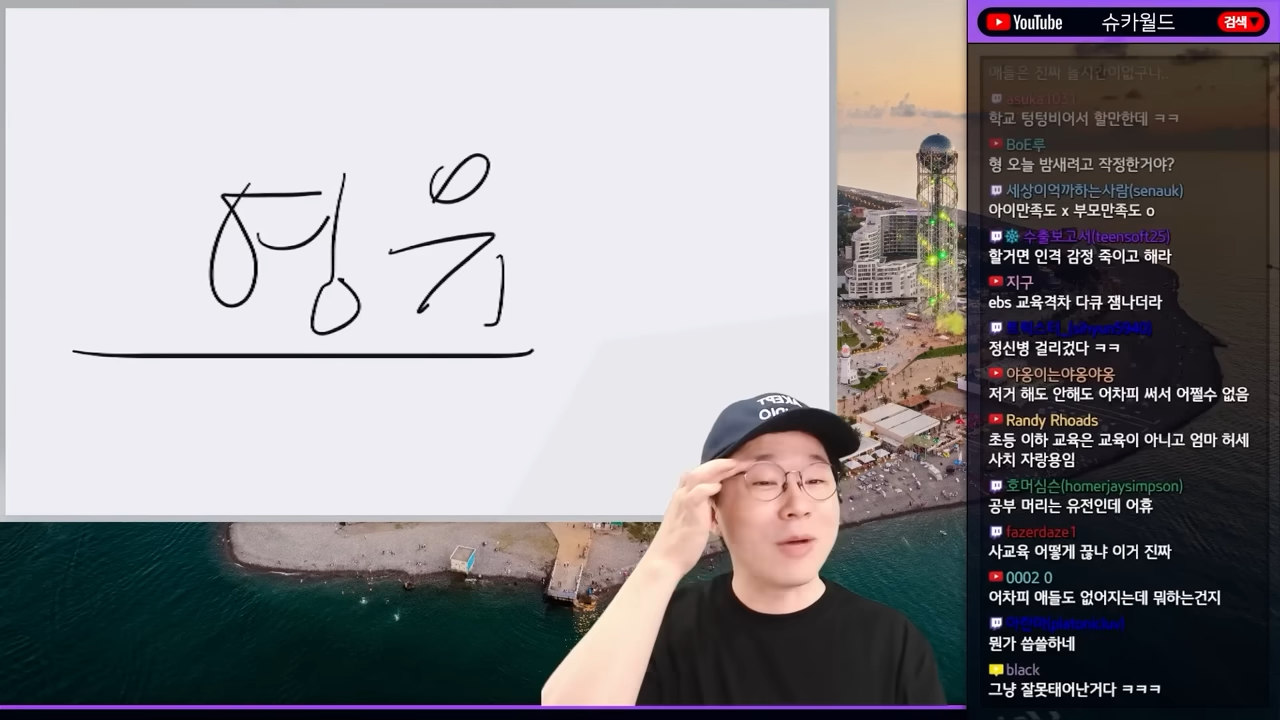 YouTube 슈카월드 검색
얘들은 진짜 놀시간이없구나..
asuka1031
학교 텅텅비어서 할만한데 ㅋㅋ
BoE루
형 오늘 밤새려고 작정한거야?
세상이억까하는사람(senauk)
아이만족도 x 부모만족도 o
수출보고서(teensoft25)
할거면 인격 감정 죽이고 해라
지구
ebs 교육격차 다큐 잼나더라
정신병 걸리겠다 ㅋㅋ
야옹이는야옹야옹
저거 해도 안해도 어차피 써서 어쩔수 없음
Randy Rhoads
초등 이하 교육은 교육이 아니고 엄마 허세
사치 자랑용임
호머심슨(homerjaysimpson)
공부 머리는 유전인데 어휴
fazerdaze1
사교육 어떻게 끊냐 이거 진짜
0002 0
어차피 애들도 없어지는데 뭐하는건지
뭔가 씁쓸하네
black
그냥 잘못태어난거다 ㅋㅋㅋ